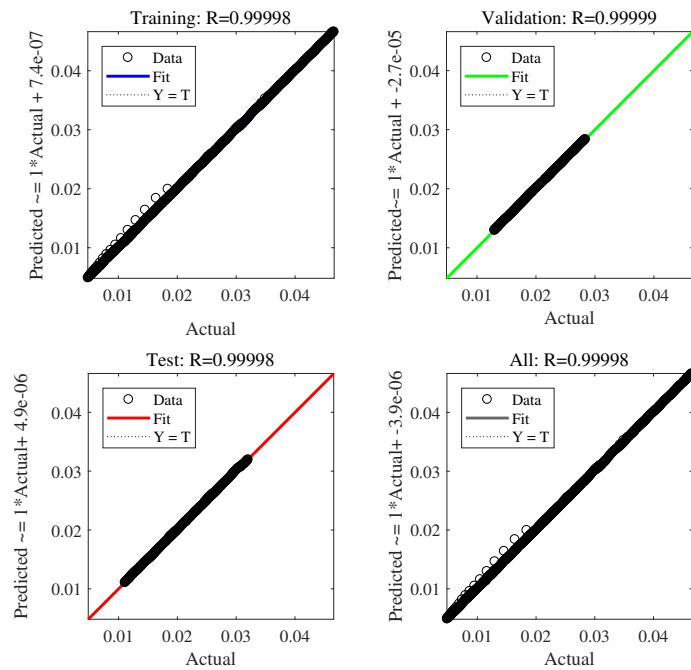 Training: R=0.99998
Predicted ~= 1*Actual + 7.4e-07
0.04
0.03
0.02
0.01
Data
Fit
Y = T
0.01 0.02 0.03 0.04
Actual
Validation: R=0.99999
Predicted~= 1*Actual + -2.7e-05
0.04
0.03
0.02
0.01
Data
Fit
Y = T
0.01 0.02 0.03 0.04
Actual
Test: R=0.99998
Predicted ~= 1*Actual+ 4.9e-06
0.04
0.03
0.02
0.01
Data
Fit
Y = T
0.01 0.02 0.03 0.04
Actual
All: R=0.99998
Predicted ~= 1*Actual+ -3.9e-06
0.04
0.03
0.02
0.01
Data
Fit
Y = T
0.01 0.02 0.03 0.04
Actual